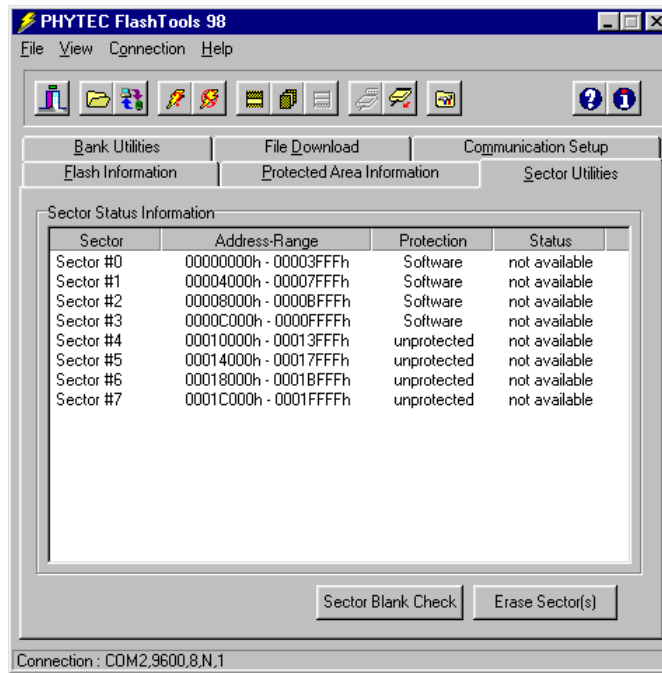 PHYTEC FlashTools 98
File View Connection Help
Bank Utilities File Download Communication Setup
Flash Information Protected Area Information Sector Utilities
Sector Status Information
Sector Address-Range Protection Status
Sector #0 00000000h - 00003FFFh Software not available
Sector #1 00004000h - 00007FFFh Software not available
Sector #2 00008000h - 0000BFFFh Software not available
Sector #3 0000C000h - 0000FFFFh Software not available
Sector #4 00010000h - 00013FFFh unprotected not available
Sector #5 00014000h - 00017FFFh unprotected not available
Sector #6 00018000h - 0001BFFFh unprotected not available
Sector #7 0001C000h - 0001FFFFh unprotected not available
Sector Blank Check Erase Sector(s)
Connection : COM2,9600,8,N,1